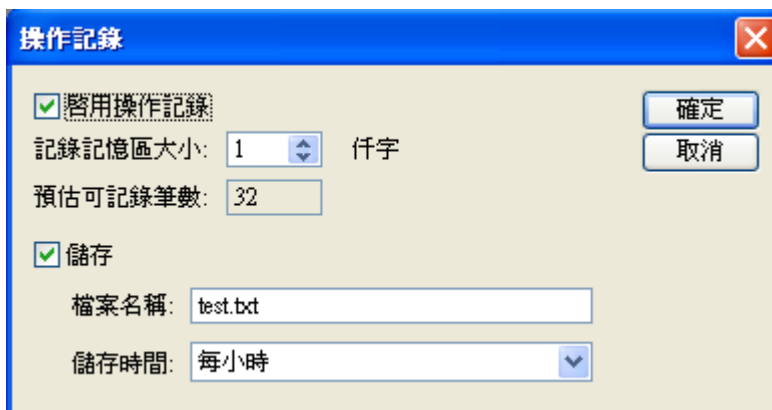 操作記錄
啓用操作記錄
確定
記錄記憶區大小: 1 仟字
取消
預估可記錄筆數: 32
儲存
檔案名稱: test.txt
儲存時間: 每小時